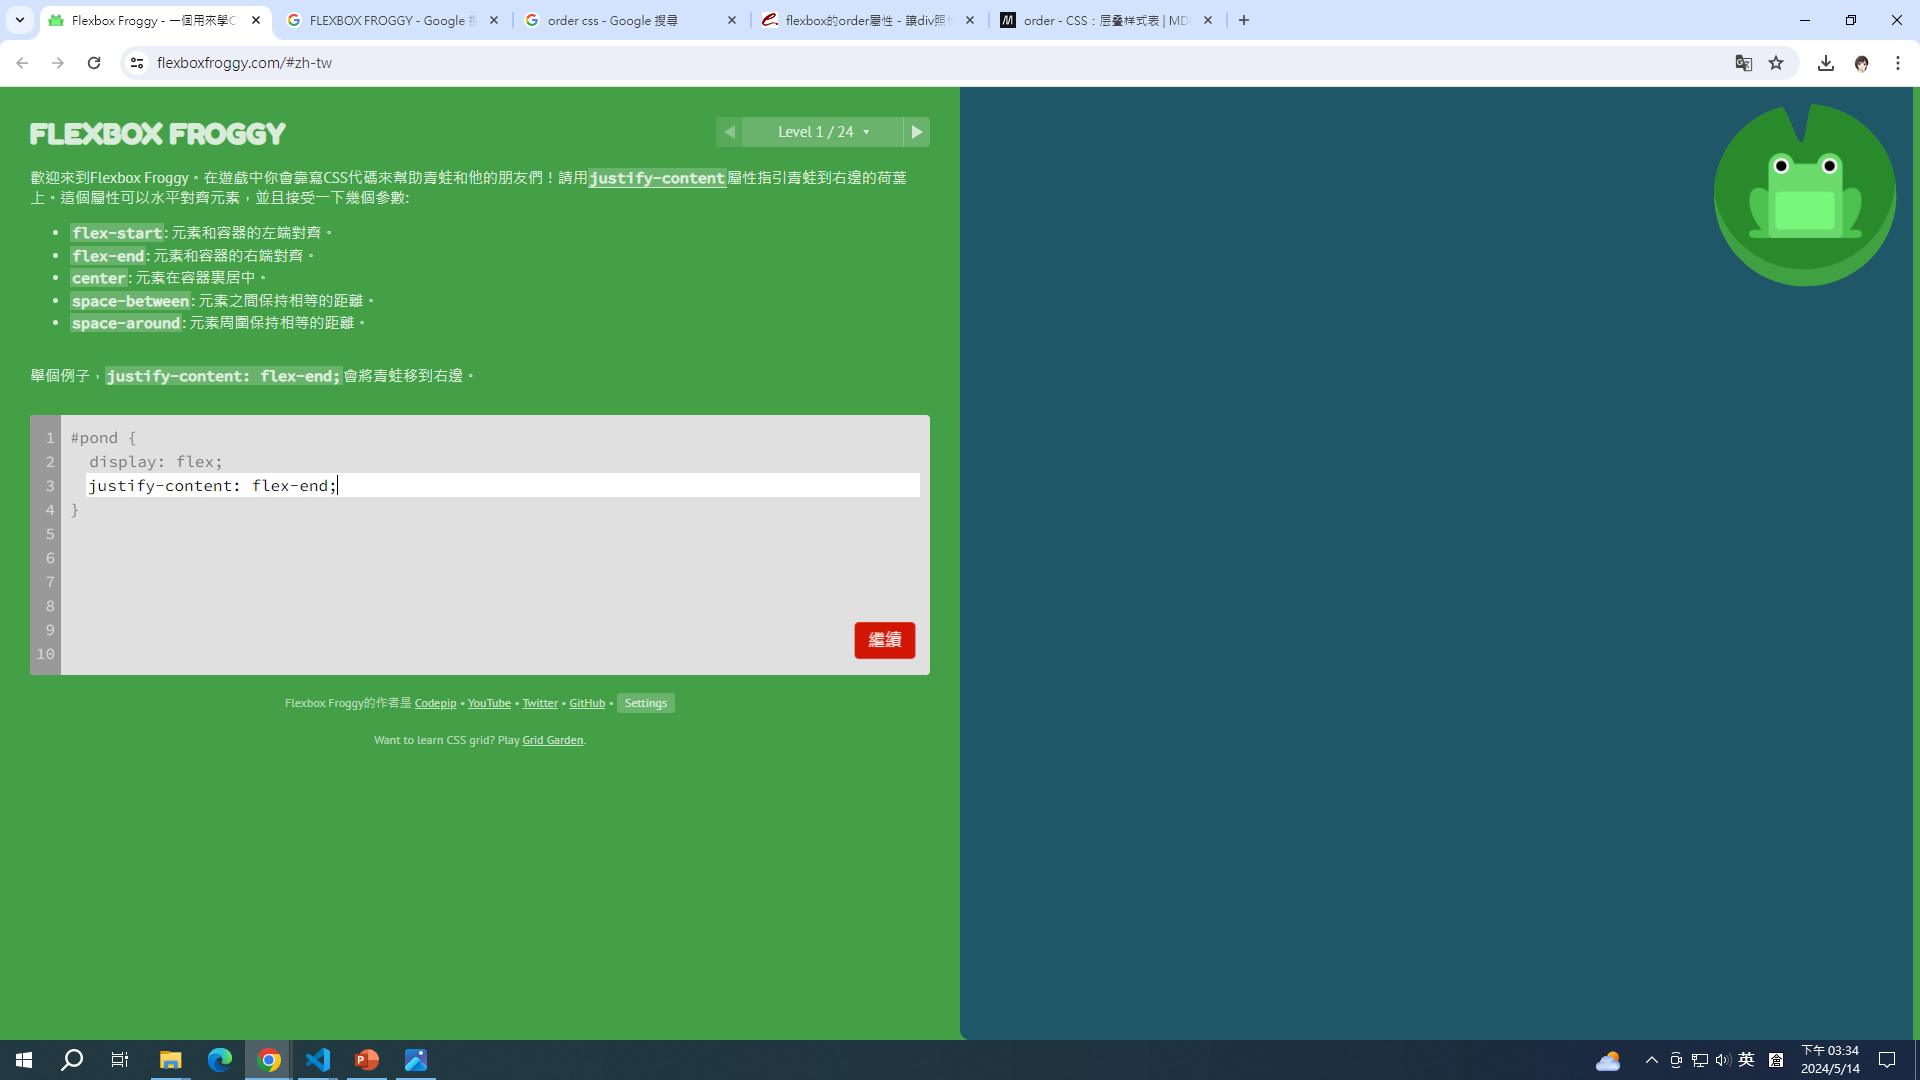 Flexbox Froggy - 一個用來學C
FLEXBOX FROGGY - Google 搜
order css - Google 搜尋
flexbox的order屬性 - 讓div照
order - CSS：层叠样式表 | MD
flexboxfroggy.com/#zh-tw
FLEXBOX FROGGY
Level 1 / 24
歡迎來到Flexbox Froggy。在遊戲中你會靠寫CSS代碼來幫助青蛙和他的朋友們！請用justify-content屬性指引青蛙到右邊的荷葉
上。這個屬性可以水平對齊元素，並且接受一下幾個參數:
• flex-start: 元素和容器的左端對齊。
• flex-end: 元素和容器的右端對齊。
• center: 元素在容器裏居中。
• space-between: 元素之間保持相等的距離。
• space-around: 元素周圍保持相等的距離。
舉個例子，justify-content: flex-end;會將青蛙移到右邊。
1 #pond {
2 display: flex;
3 justify-content: flex-end;
4 }
5
6
7
8
9
10
繼續
Flexbox Froggy的作者是 Codepip • YouTube • Twitter • GitHub • Settings
Want to learn CSS grid? Play Grid Garden.
英
下午 03:34
2024/5/14